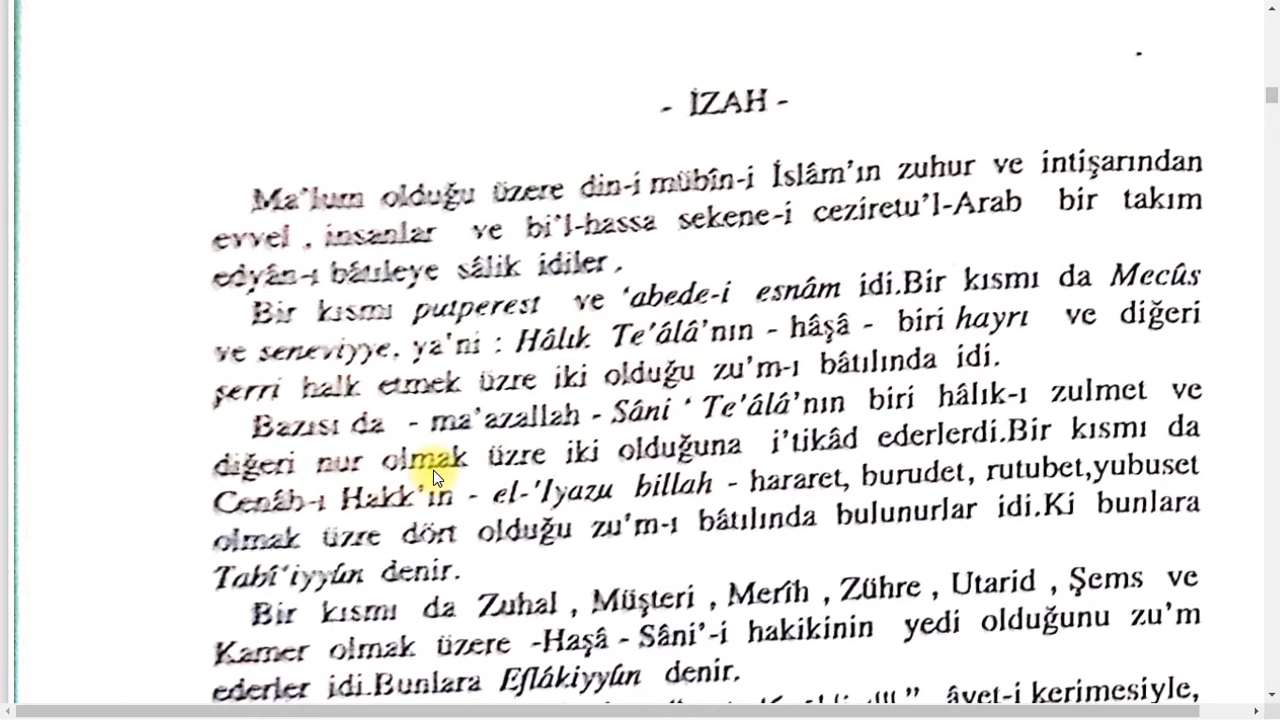 - İZAH -
Ma'lum olduğu üzere din-i mübîn-i İslâm'ın zuhur ve intişarından
evvel , insanlar ve bi'l-hassa sekene-i ceziretu'l-Arab bir takım
edyân-ı bâtıleye sâlik idiler .
Bir kısmı putperest ve 'abede-i esnâm idi.Bir kısmı da Mecûs
ve seneviyye, ya'ni : Hâlık Te'âlâ'nın - hâşâ - biri hayrı ve diğeri
şerri halk etmek üzre iki olduğu zu'm-ı bâtılında idi.
Bazısı da - ma'azallah - Sâni ' Te'âlâ'nın biri hâlık-ı zulmet ve
diğeri nur olmak üzre iki olduğuna i'tikâd ederlerdi.Bir kısmı da
Cenâb-ı Hakk'ın - el-'Iyazu billah - hararet, burudet, rutubet,yubuset
olmak üzre dört olduğu zu'm-ı bâtılında bulunurlar idi.Ki bunlara
Tabî'iyyûn denir.
Bir kısmı da Zuhal , Müşteri , Merîh , Zühre , Utarid , Şems ve
Kamer olmak üzere -Haşâ - Sâni'-i hakikinin yedi olduğunu zu'm
ederler idi.Bunlara Eflâkiyyûn denir.
âyet-i kerimesiyle,